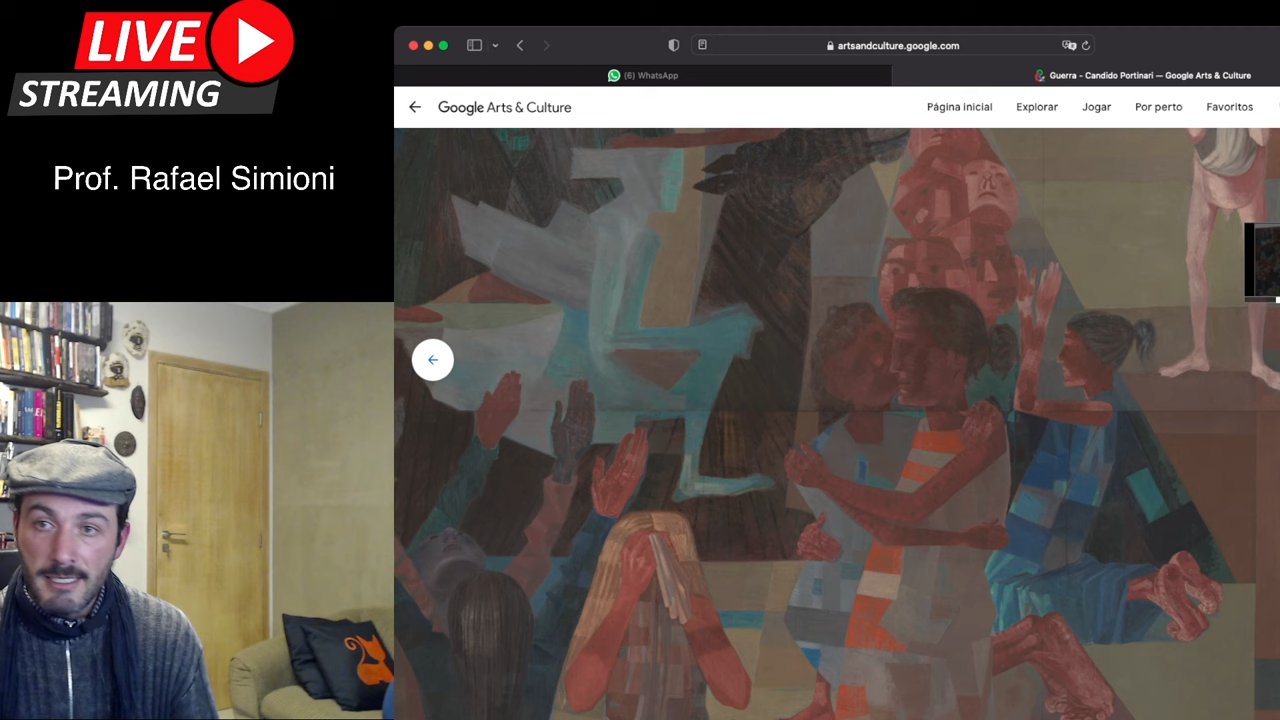 LIVE
STREAMING
Prof. Rafael Simioni
artsandculture.google.com
(6) WhatsApp
Guerra - Candido Portinari — Google Arts & Culture
Google Arts & Culture
Página inicial
Explorar
Jogar
Por perto
Favoritos